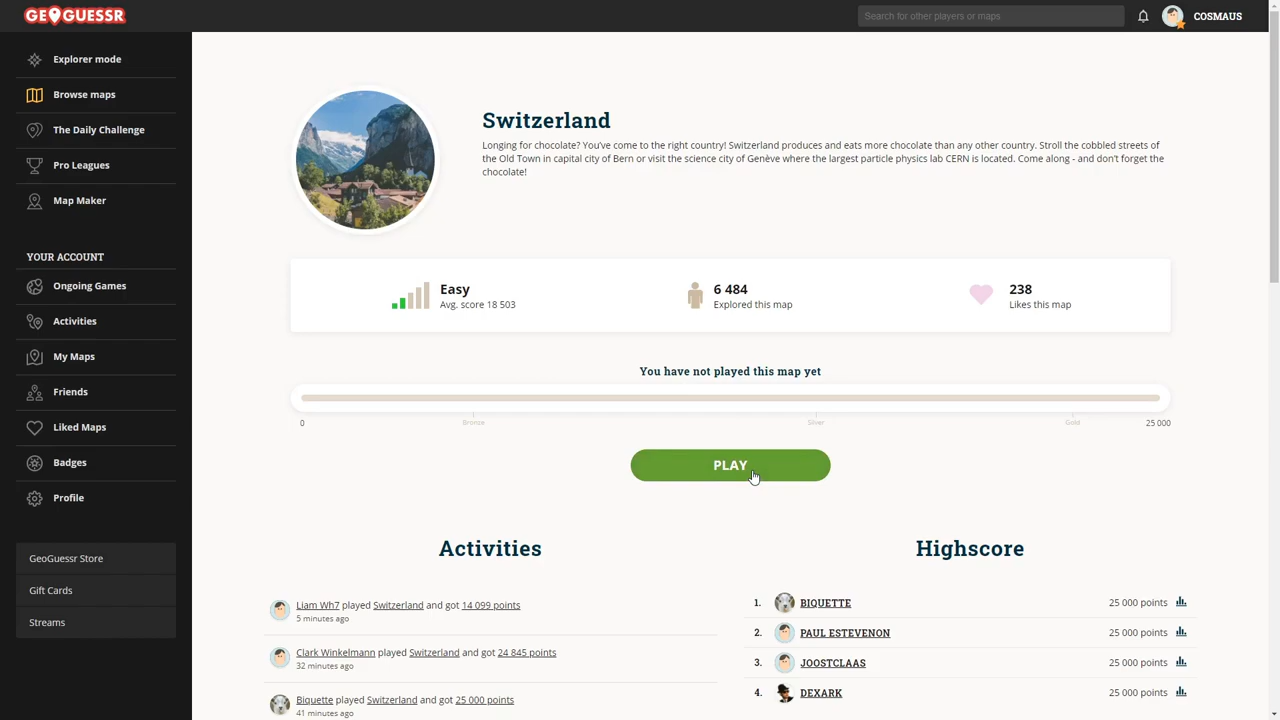 GEOGUESSR
Search for other players or maps
COSMAUS
Explorer mode
Browse maps
The Daily Challenge
Pro Leagues
Map Maker
YOUR ACCOUNT
Ongoing Games
Activities
My Maps
Friends
Liked Maps
Badges
Profile
GeoGuessr Store
Gift Cards
Streams
Switzerland
Longing for chocolate? You've come to the right country! Switzerland produces and eats more chocolate than any other country. Stroll the cobbled streets of
the Old Town in capital city of Bern or visit the science city of Genève where the largest particle physics lab CERN is located. Come along - and don't forget the
chocolate!
Easy
Avg. score 18 503
6 484
Explored this map
238
Likes this map
You have not played this map yet
0
Bronze
Silver
Gold
25 000
PLAY
Activities
Liam Wh7 played Switzerland and got 14 099 points
5 minutes ago
Clark Winkelmann played Switzerland and got 24 845 points
32 minutes ago
Biquette played Switzerland and got 25 000 points
41 minutes ago
Highscore
1. BIQUETTE 25 000 points
2. PAUL ESTEVENON 25 000 points
3. JOOSTCLAAS 25 000 points
4. DEXARK 25 000 points